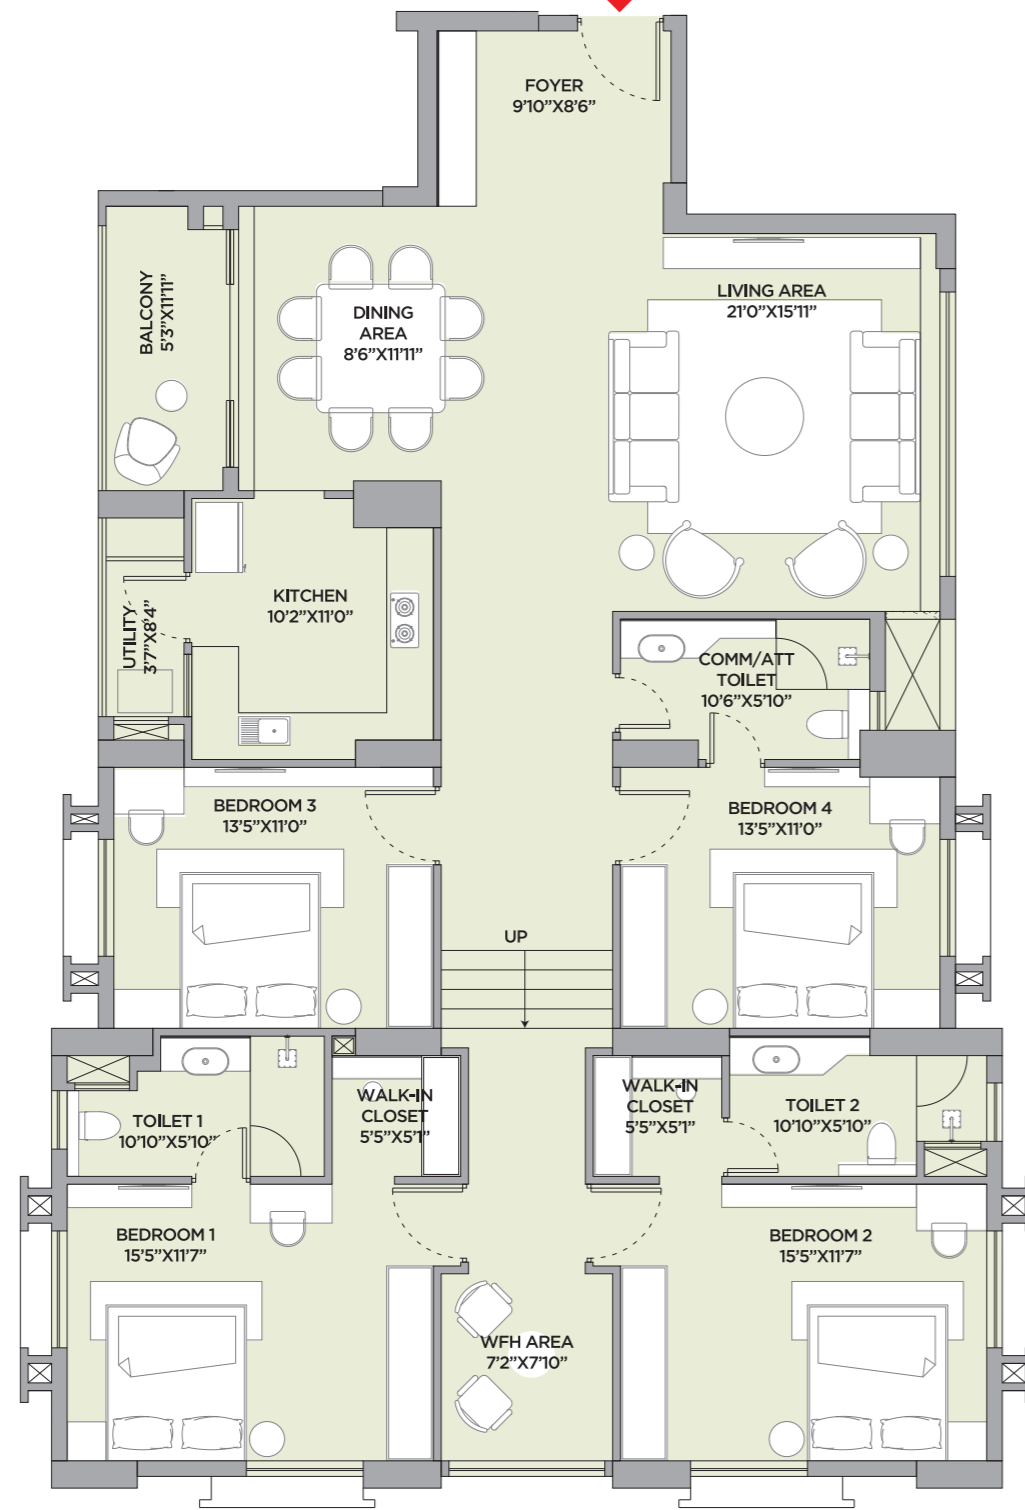 FOYER
9'10"X8'6"
BALCONY
5'3"X11'11"
DINING
AREA
8'6"X11'11"
LIVING AREA
21'0"X15'11"
KITCHEN
10'2"X11'0"
UTILITY
3'7"X8'4"
COMM/ATT
TOILET
10'6"X5'10"
BEDROOM 3
13'5"X11'0"
BEDROOM 4
13'5"X11'0"
UP
TOILET 1
10'10"X5'10"
WALK-IN
CLOSET
5'5"X5'1"
WALK-IN
CLOSET
5'5"X5'1"
TOILET 2
10'10"X5'10"
BEDROOM 1
15'5"X11'7"
BEDROOM 2
15'5"X11'7"
WFH AREA
7'2"X7'10"